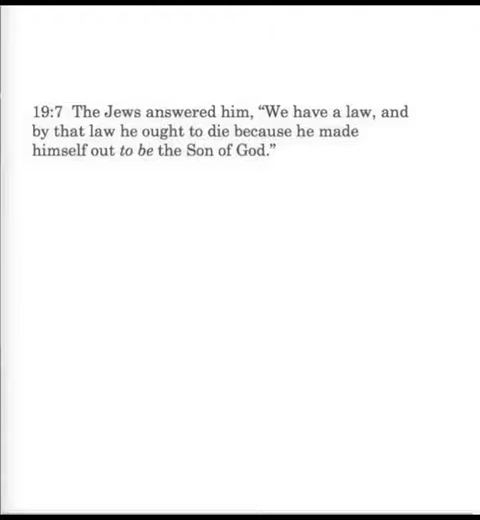 19:7 The Jews answered him, “We have a law, and
by that law he ought to die because he made
himself out to be the Son of God.”